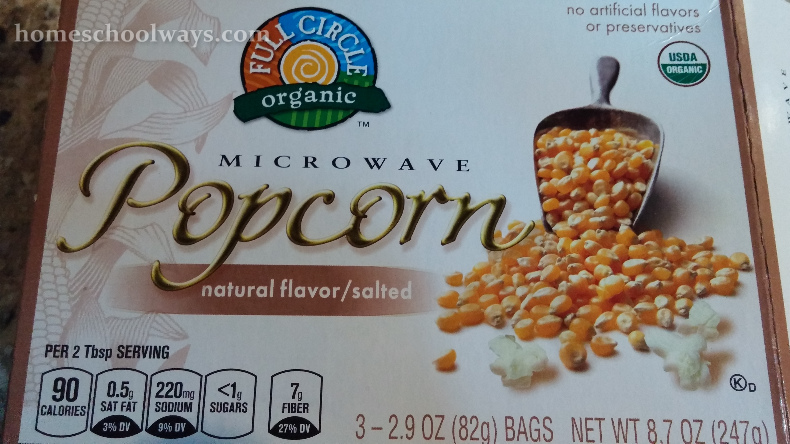 homeschoolways.com
no artificial flavors
or preservatives
FULL CIRCLE
organic
TM
USDA
ORGANIC
MICROWAVE
Popcorn
natural flavor/salted
PER 2 Tbsp SERVING
90
CALORIES
0.5g
SAT FAT
3% DV
220mg
SODIUM
9% DV
<1g
SUGARS
7g
FIBER
27% DV
K D
3 – 2.9 OZ (82g) BAGS NET WT 8.7 OZ (247g)